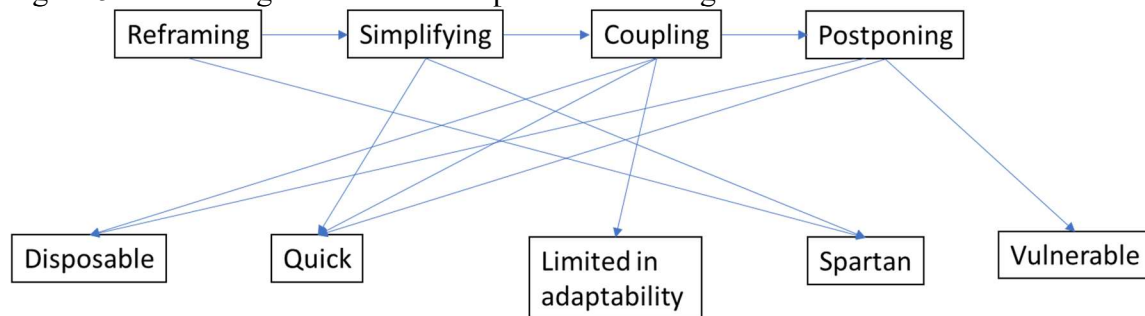 Reframing
Simplifying
Coupling
Postponing
Disposable
Quick
Limited in
adaptability
Spartan
Vulnerable